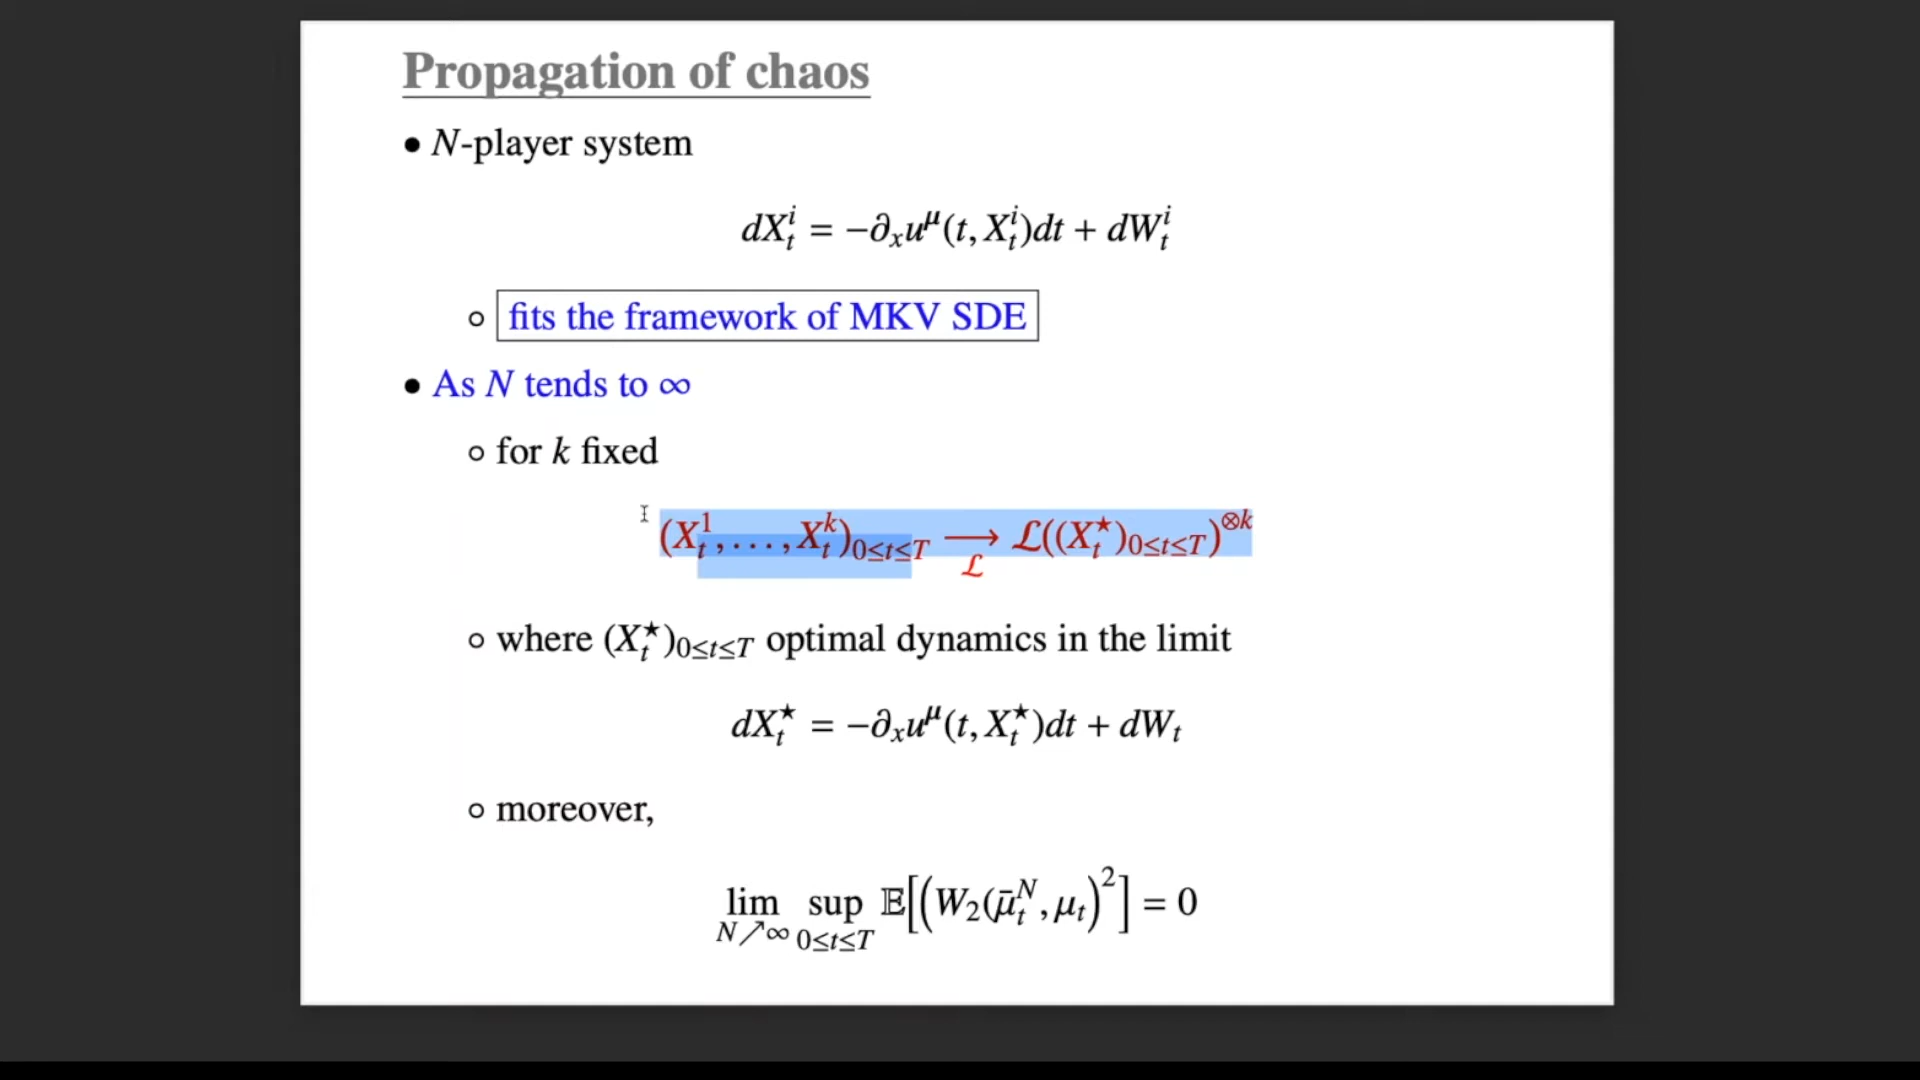 Propagation of chaos
• N-player system
dX_t^i = −∂_x u^μ(t, X_t^i)dt + dW_t^i
∘ fits the framework of MKV SDE
• As N tends to ∞
∘ for k fixed
(X_t^1, . . . , X_t^k)_{0≤t≤T} ⟶_ℒ ℒ((X_t^★)_{0≤t≤T})^{⊗k}
∘ where (X_t^★)_{0≤t≤T} optimal dynamics in the limit
dX_t^★ = −∂_x u^μ(t, X_t^★)dt + dW_t
∘ moreover,
lim_{N↗∞} sup_{0≤t≤T} 𝔼[(W_2(μ̄_t^N, μ_t)^2] = 0